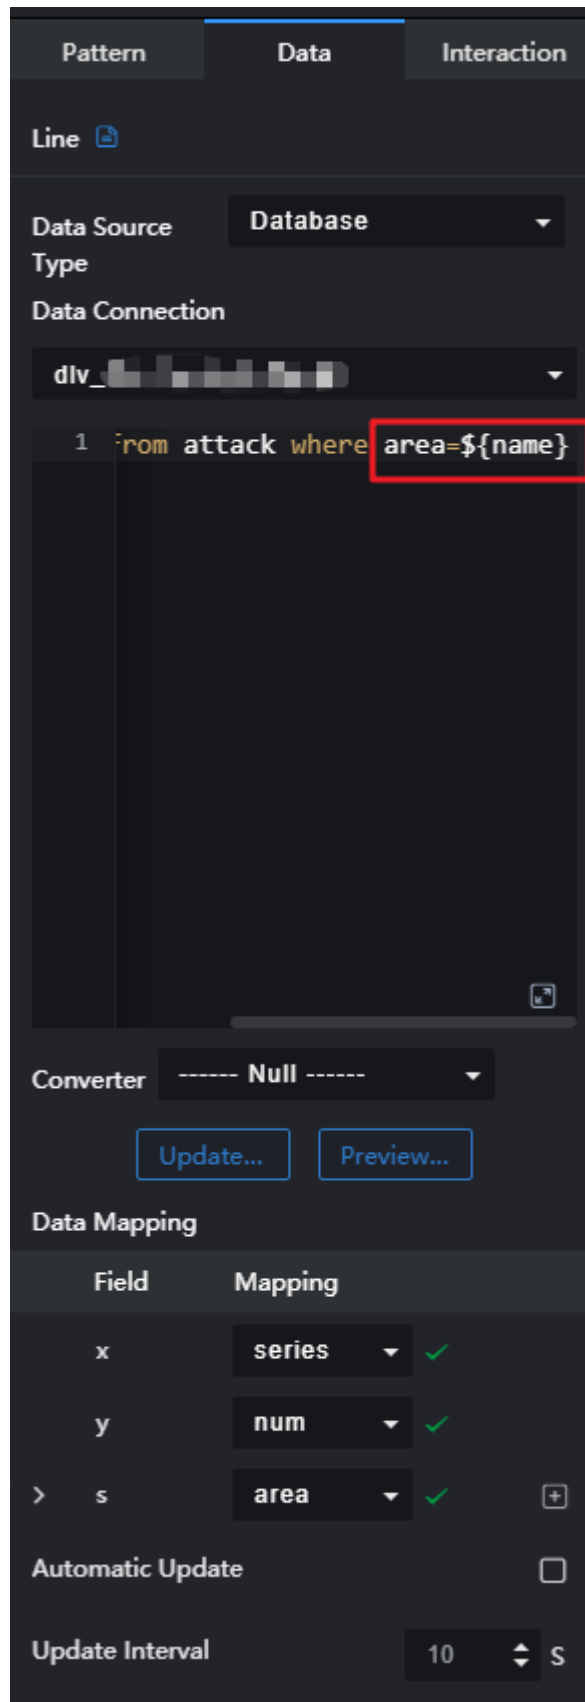 Pattern Data Interaction
Line
Data Source Type Database
Data Connection
dlv_
1 from attack where area=${name}
Converter ------ Null ------
Update... Preview...
Data Mapping
Field Mapping
x series
y num
s area
Automatic Update
Update Interval 10 S